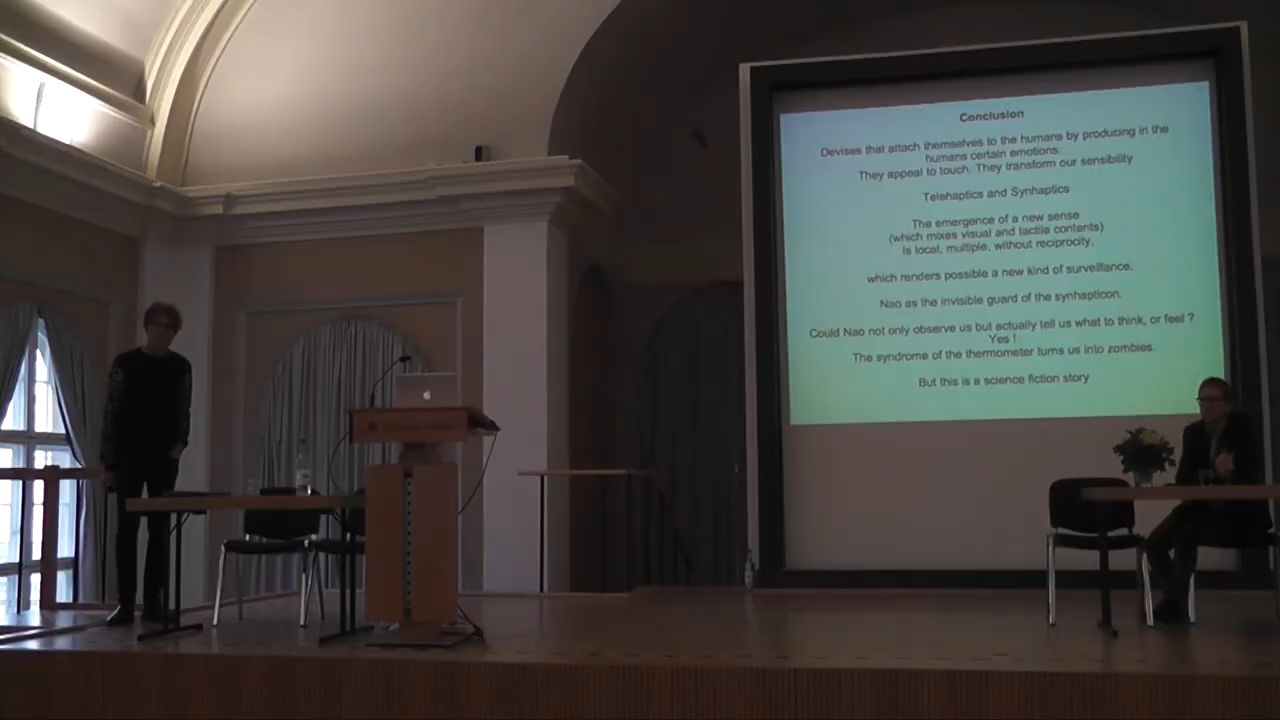 Conclusion
Devises that attach themselves to the humans by producing in the
humans certain emotions.
They appeal to touch. They transform our sensibility
Telehaptics and Synhaptics
The emergence of a new sense
(which mixes visual and tactile contents)
Is local, multiple, without reciprocity,
which renders possible a new kind of surveillance.
Nao as the invisible guard of the synhapticon.
Could Nao not only observe us but actually tell us what to think, or feel ?
Yes !
The syndrome of the thermometer turns us into zombies.
But this is a science fiction story